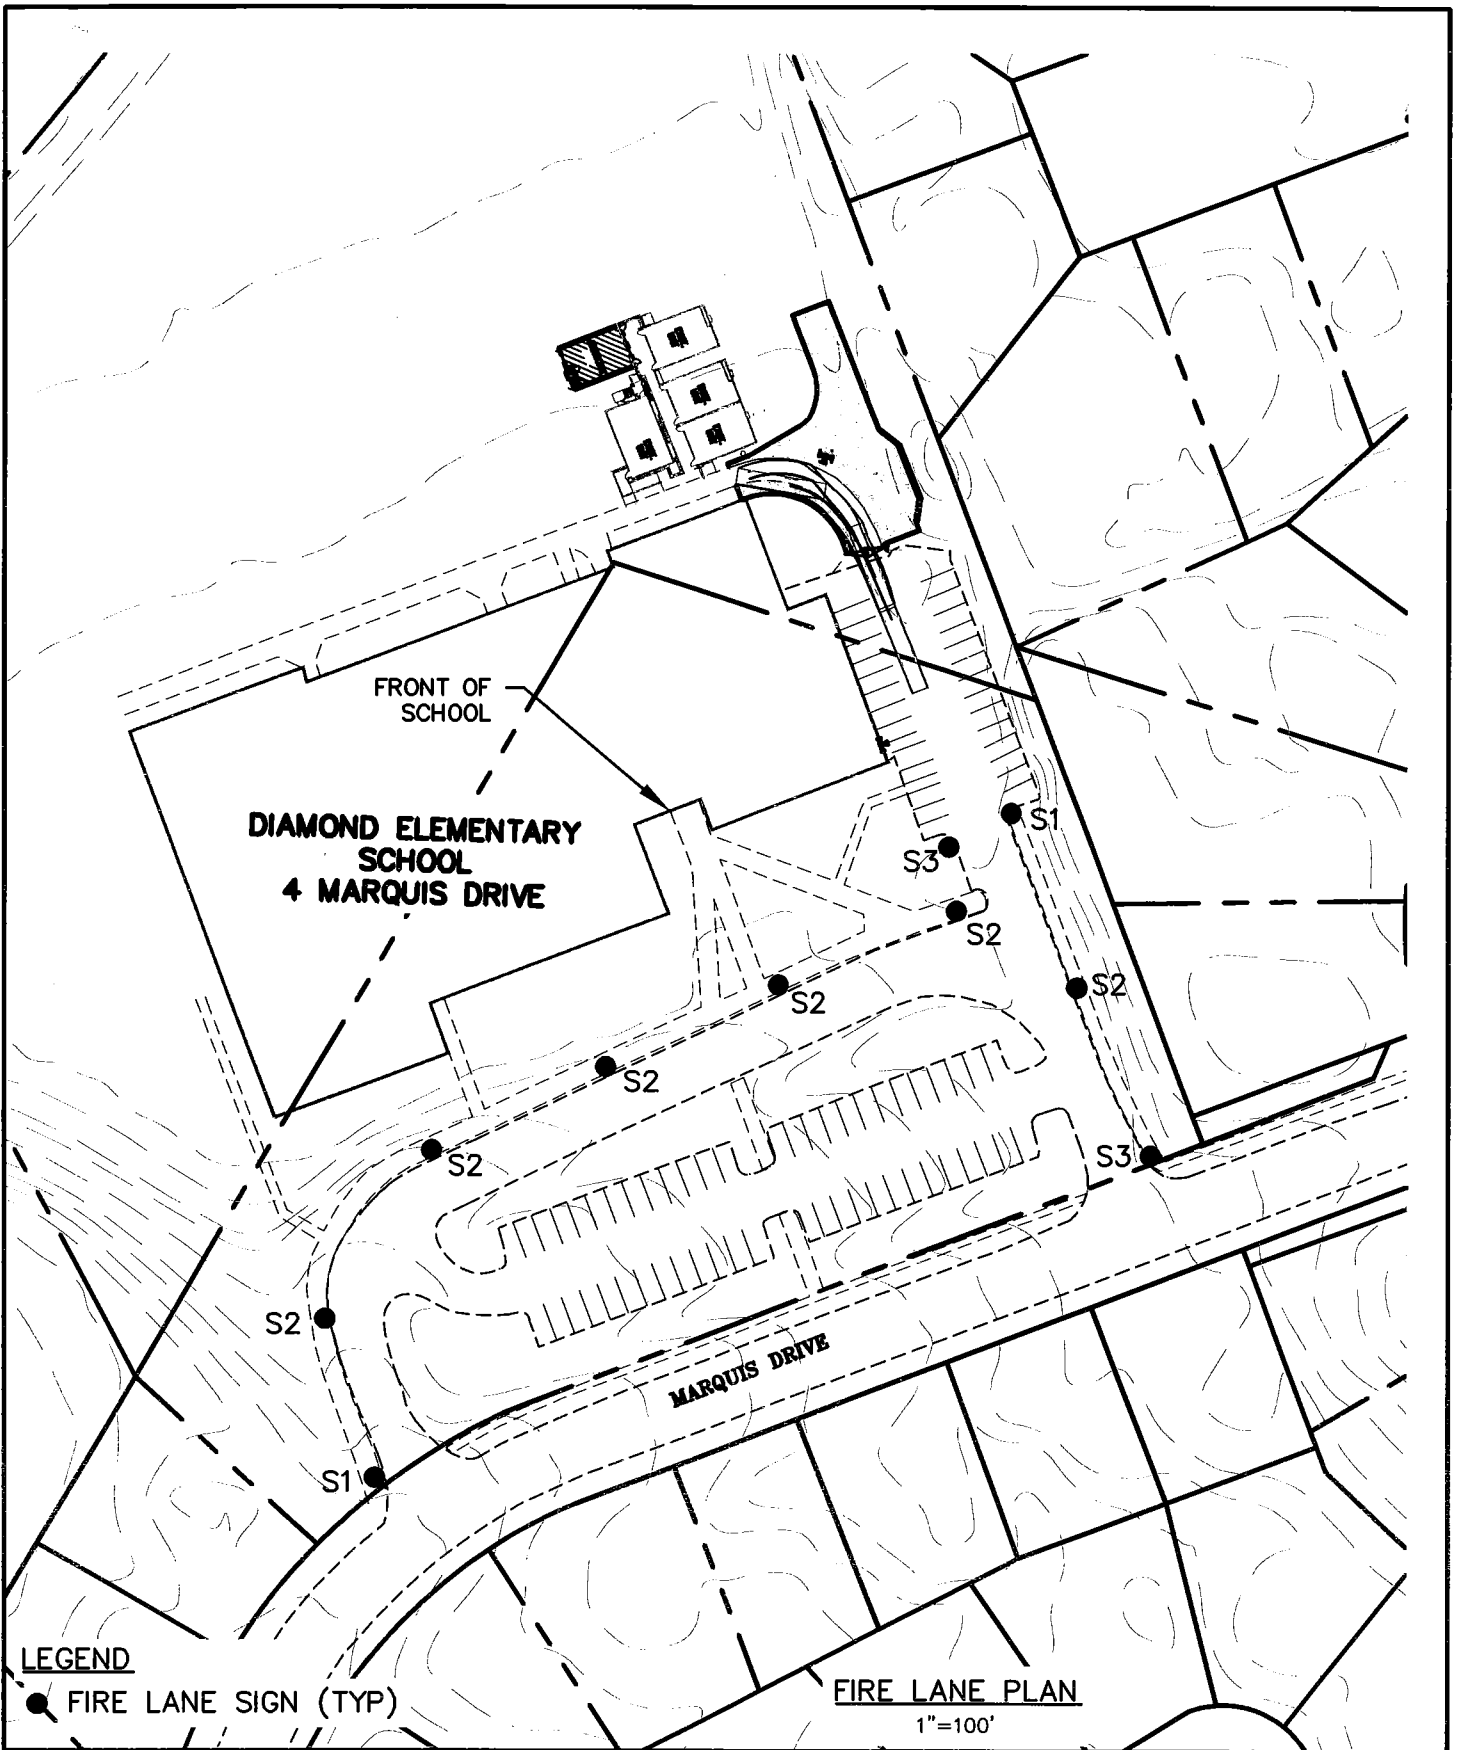 FRONT OF
SCHOOL
DIAMOND ELEMENTARY
SCHOOL
4 MARQUIS DRIVE
S1
S3
S2
S2
S2
S2
S2
S3
S2
S1
MARQUIS DRIVE
LEGEND
FIRE LANE SIGN (TYP)
FIRE LANE PLAN
1"=100'